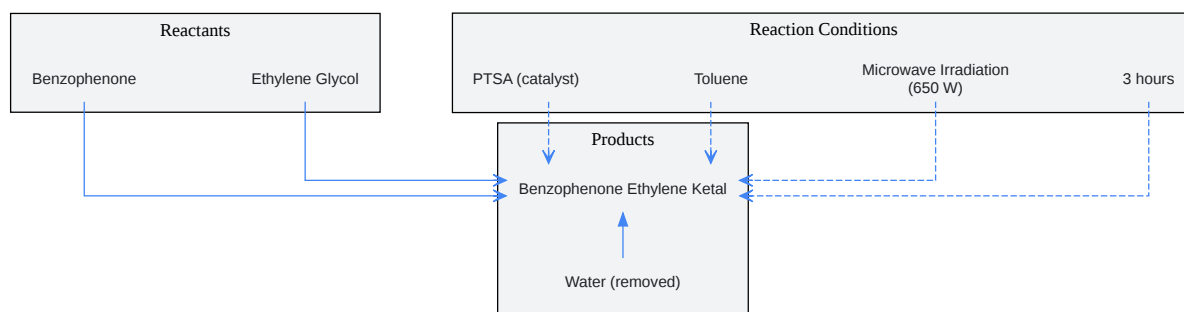 Reactants
Benzophenone
Ethylene Glycol
Reaction Conditions
PTSA (catalyst)
Toluene
Microwave Irradiation
(650 W)
3 hours
Products
Benzophenone Ethylene Ketal
Water (removed)